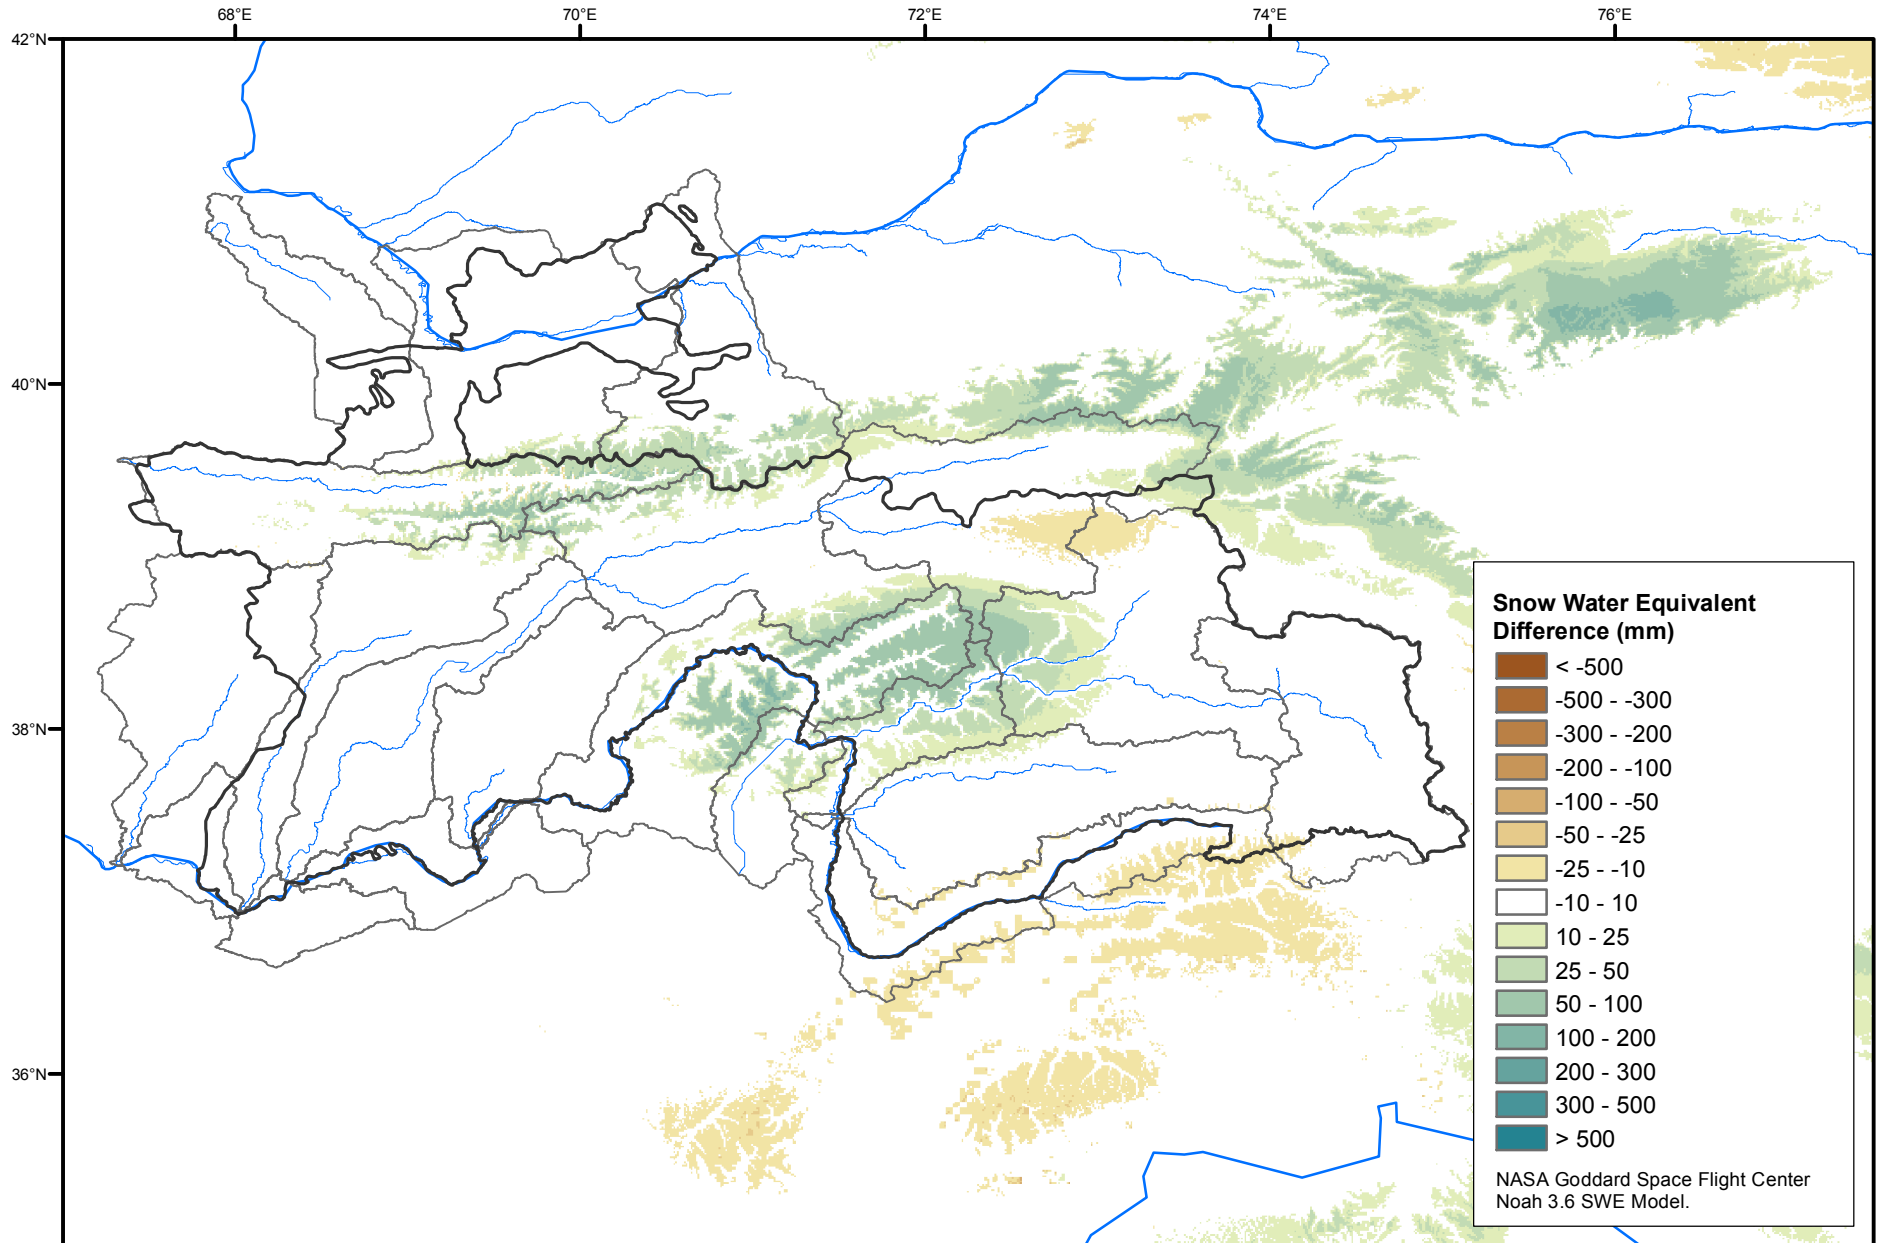 68°E
70°E
72°E
74°E
76°E
42°N
40°N
38°N
36°N
Snow Water Equivalent
Difference (mm)
< -500
-500 - -300
-300 - -200
-200 - -100
-100 - -50
-50 - -25
-25 - -10
-10 - 10
10 - 25
25 - 50
50 - 100
100 - 200
200 - 300
300 - 500
> 500
NASA Goddard Space Flight Center
Noah 3.6 SWE Model.